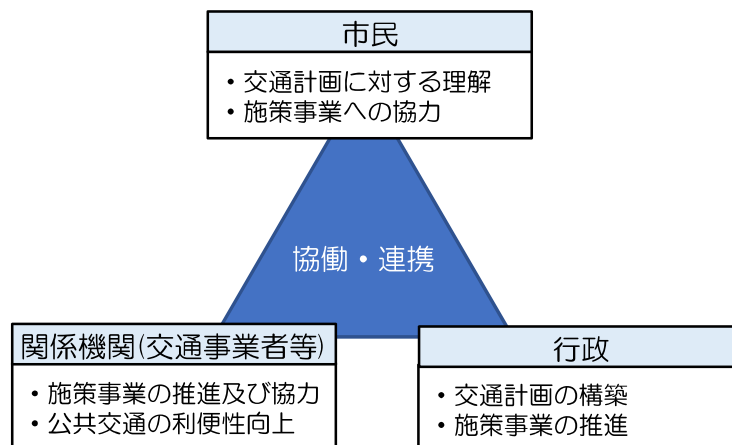 市民
・交通計画に対する理解
・施策事業への協力
協働・連携
関係機関(交通事業者等)
・施策事業の推進及び協力
・公共交通の利便性向上
行政
・交通計画の構築
・施策事業の推進